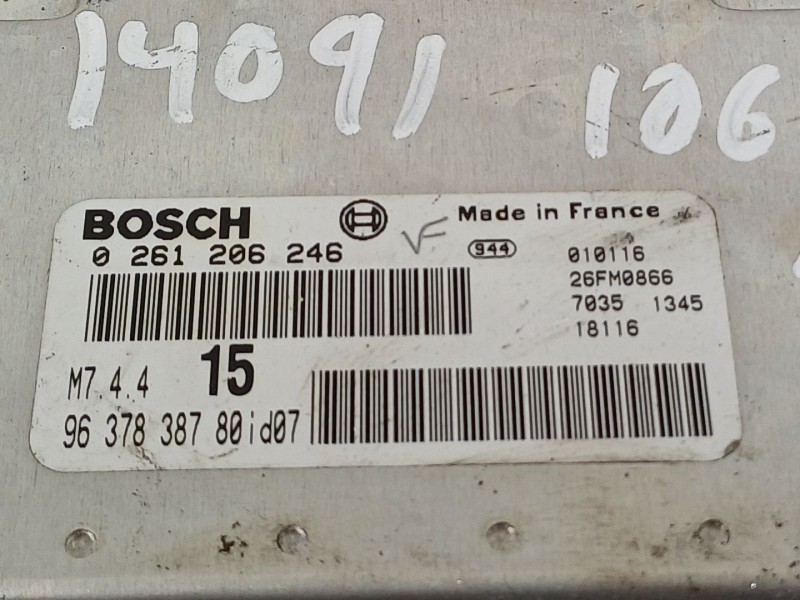 14091 106
BOSCH
Made in France
0 261 206 246
VF
944
010116
26FM0866
7035 1345
18116
M7.4.4 15
96 378 387 80id07